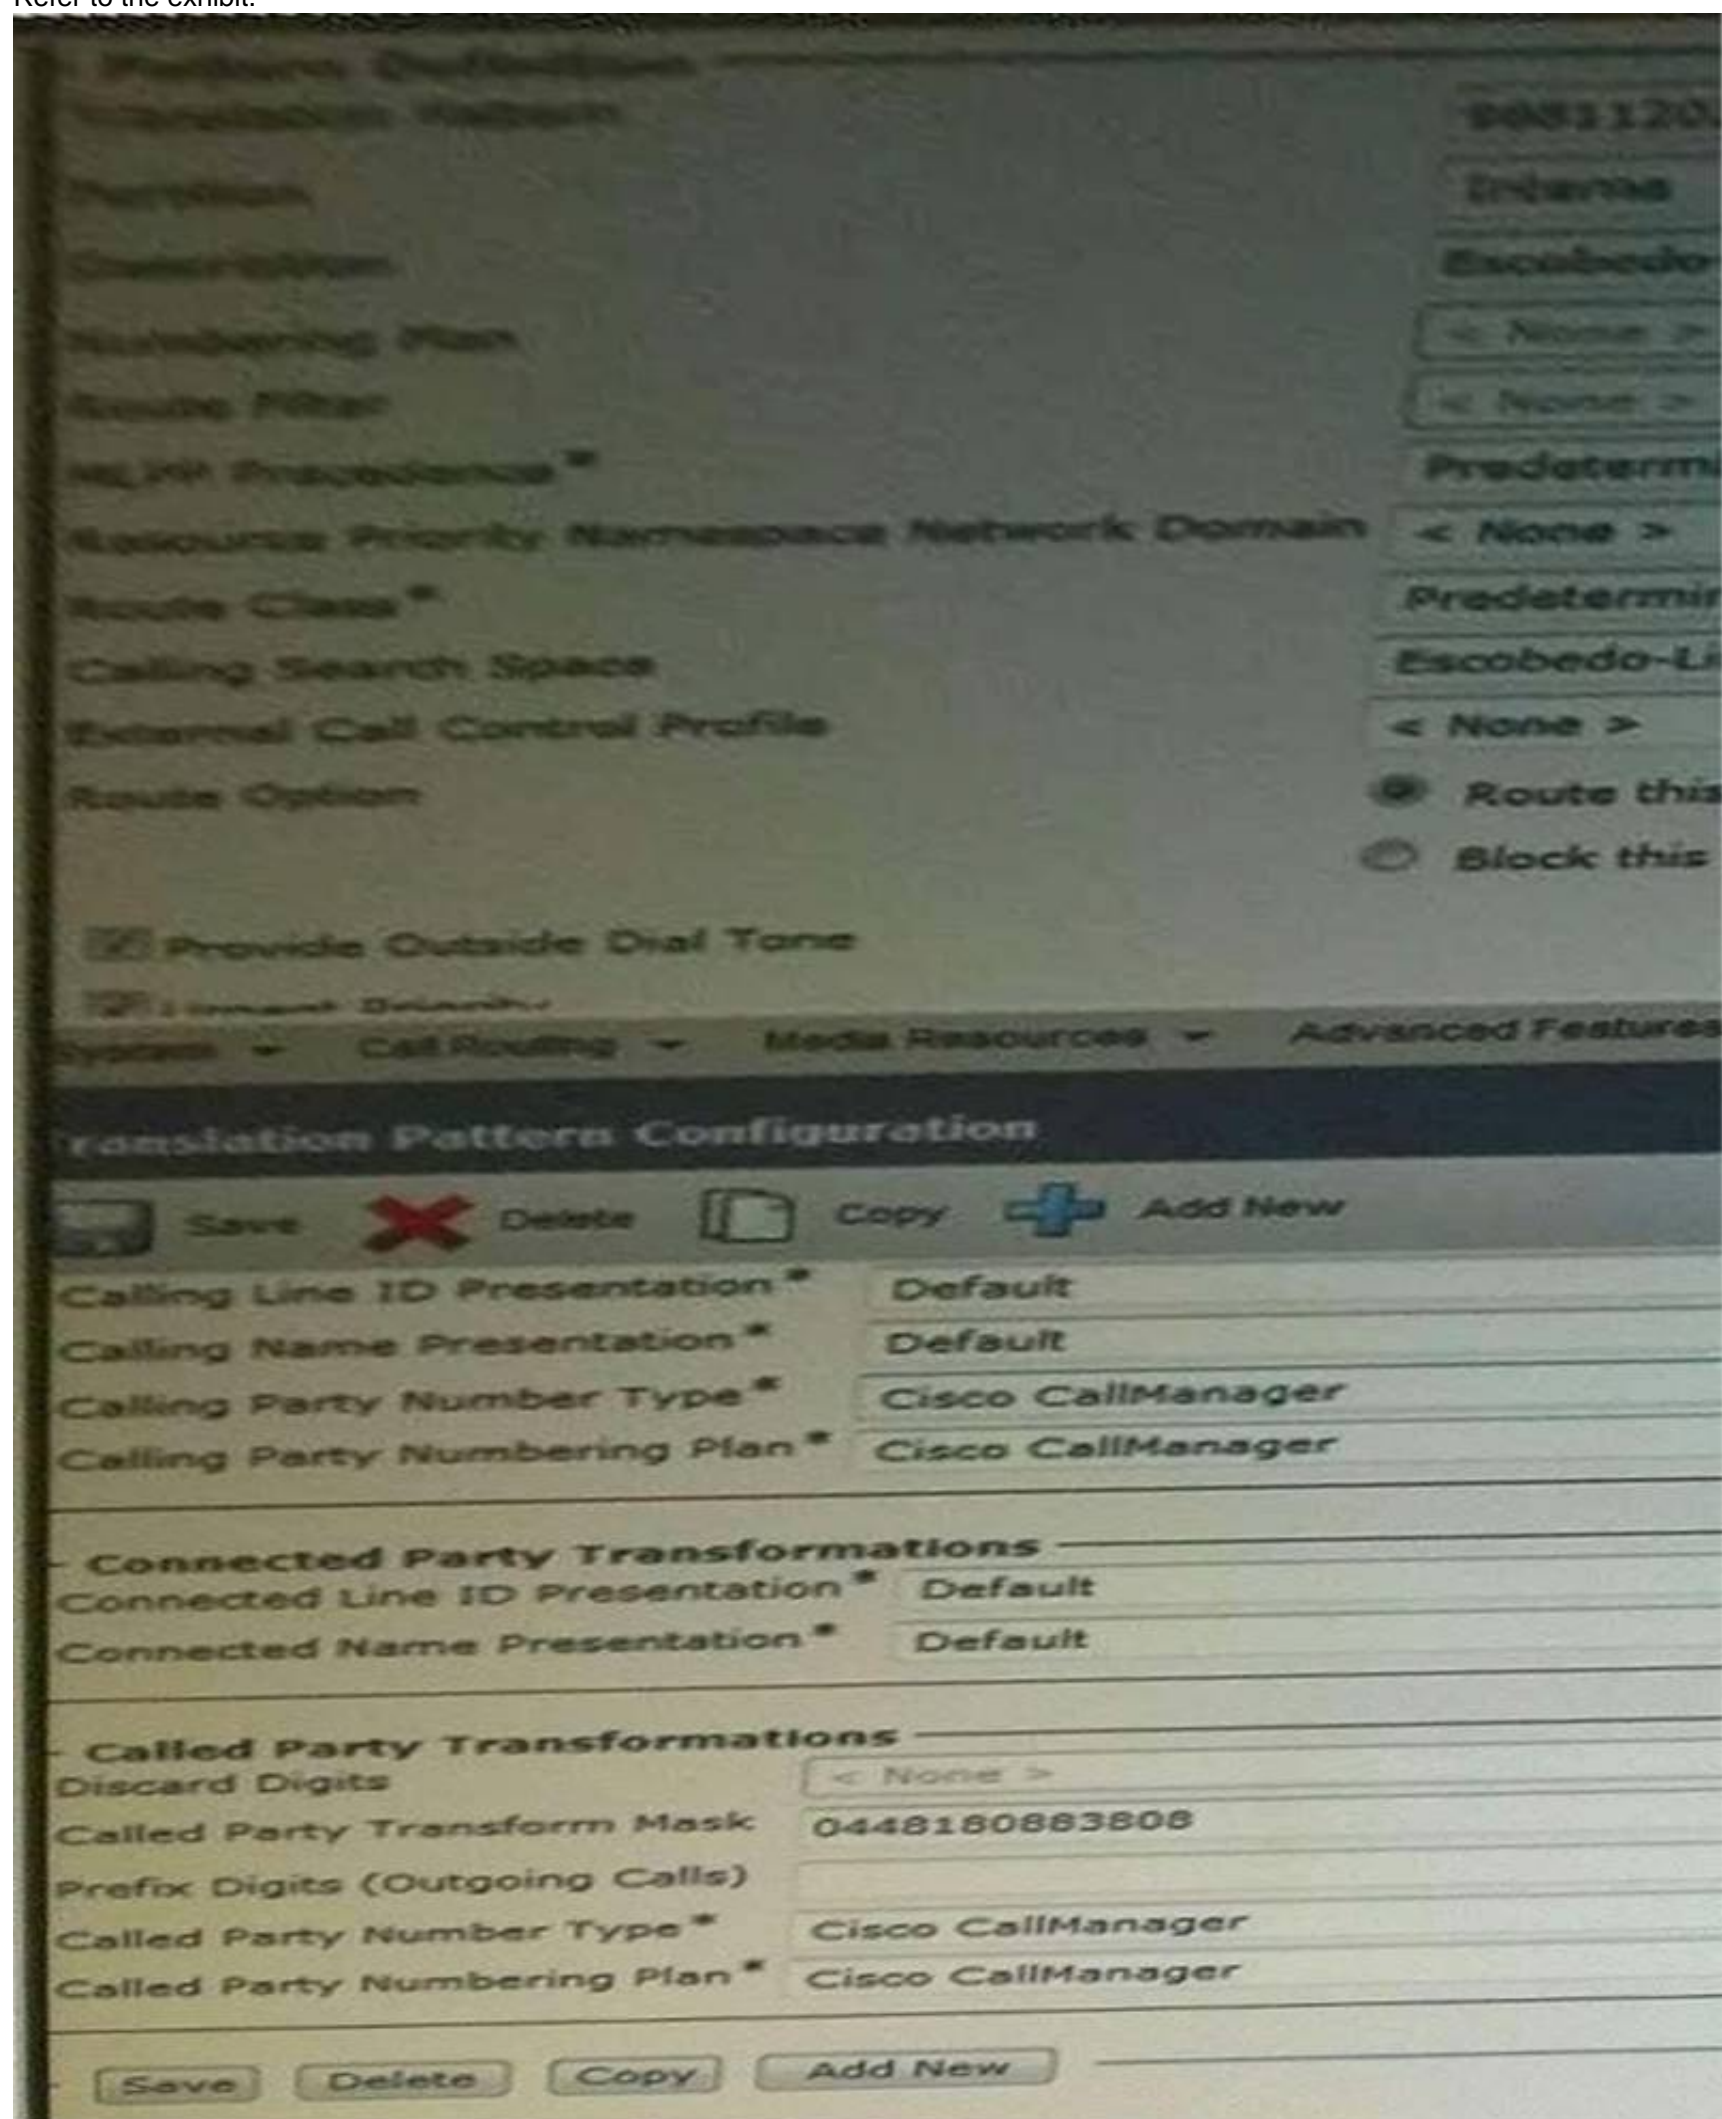 Refer to the exhibit.
Pattern Definition
Translation Pattern
Partition
Interna
Description
Escobedo-
Numbering Plan
< None >
Route Filter
< None >
MLPP Precedence*
Predetermi
Resource Priority Namespace Network Domain
< None >
Route Class*
Predetermin
Calling Search Space
Escobedo-Li
External Call Control Profile
< None >
Route Option
Route this
Block this
Provide Outside Dial Tone
Urgent Priority
System Call Routing Media Resources Advanced Features
Translation Pattern Configuration
Save Delete Copy Add New
Calling Line ID Presentation* Default
Calling Name Presentation* Default
Calling Party Number Type* Cisco CallManager
Calling Party Numbering Plan* Cisco CallManager
Connected Party Transformations
Connected Line ID Presentation* Default
Connected Name Presentation* Default
Called Party Transformations
Discard Digits < None >
Called Party Transform Mask 0448180883808
Prefix Digits (Outgoing Calls)
Called Party Number Type* Cisco CallManager
Called Party Numbering Plan* Cisco CallManager
Save Delete Copy Add New